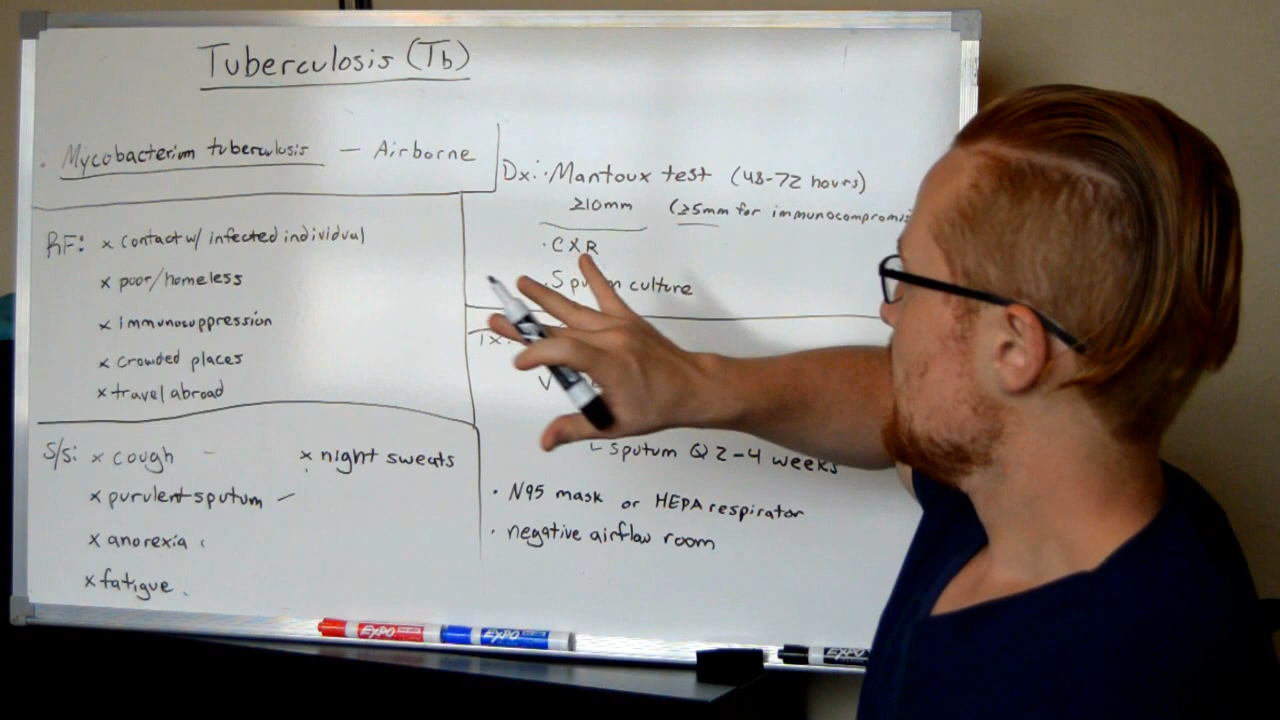 Tuberculosis (Tb)
· Mycobacterium tuberculosis – Airborne
RF: x contact w/ infected individual
x poor/homeless
x immunosuppression
x crowded places
x travel abroad
S/S: x cough
x purulent sputum
x anorexia
x fatigue
x night sweats
Dx: · Mantoux test (48-72 hours)
≥10mm (≥5mm for
· CXR
· culture
Tx:
↳ sputum Q 2-4 weeks
· N95 mask or HEPA respirator
· negative airflow room
EXPO
EXPO
EXPO